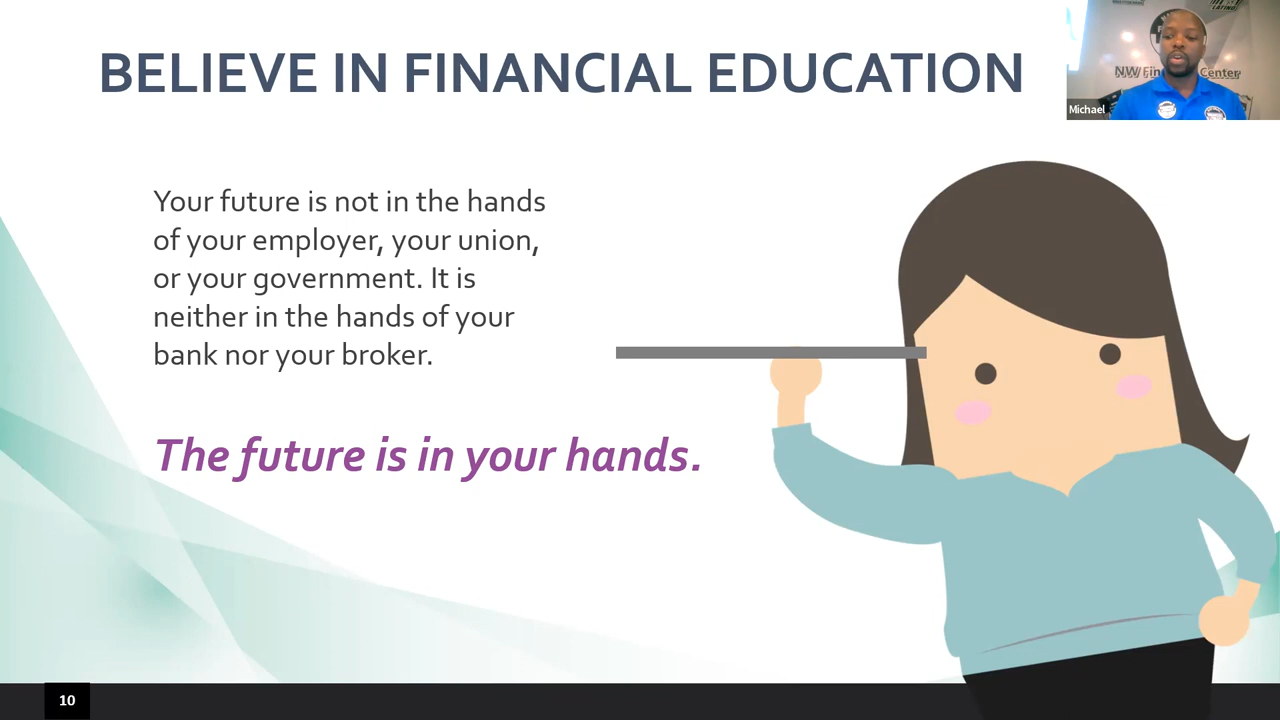 BELIEVE IN FINANCIAL EDUCATION
Michael
Your future is not in the hands
of your employer, your union,
or your government. It is
neither in the hands of your
bank nor your broker.
The future is in your hands.
10